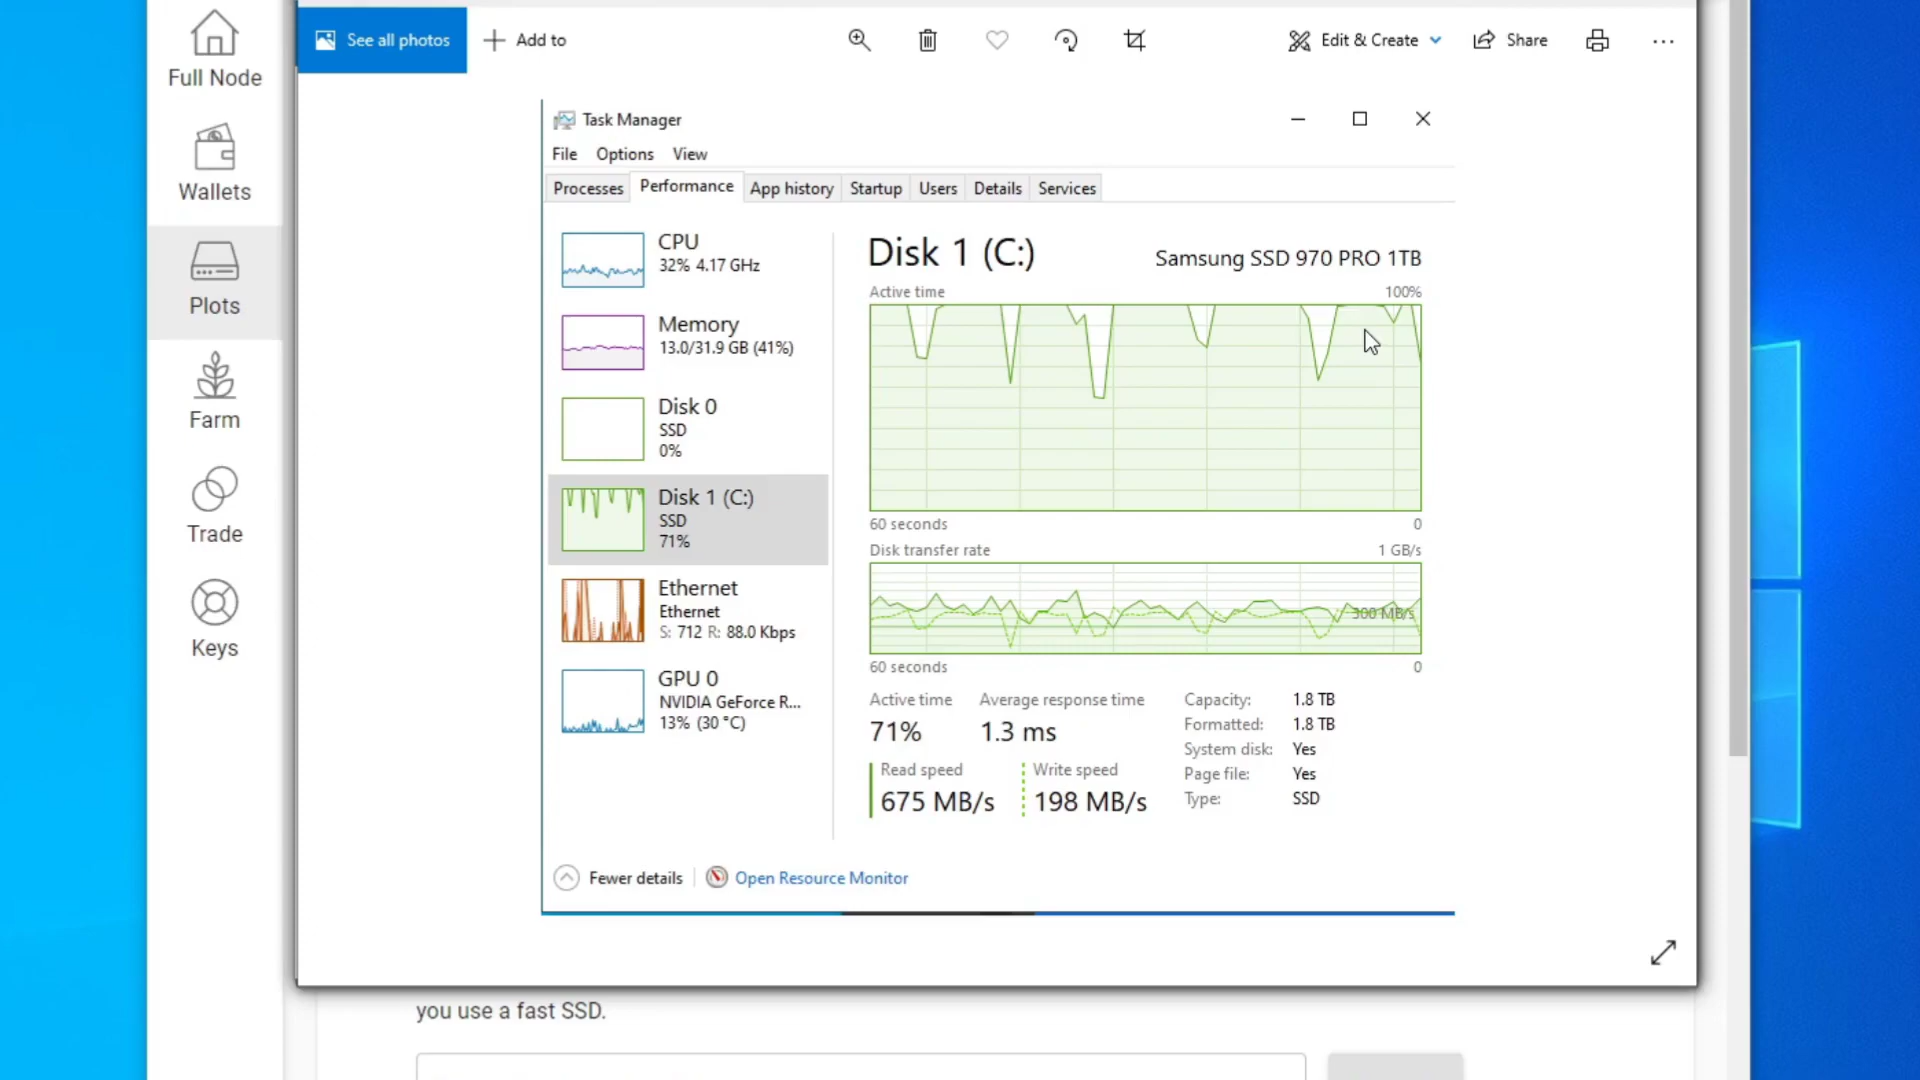 Full Node
Wallets
Plots
Farm
Trade
Keys
See all photos
Add to
Edit & Create
Share
Task Manager
File Options View
Processes Performance App history Startup Users Details Services
CPU
32% 4.17 GHz
Memory
13.0/31.9 GB (41%)
Disk 0
SSD
0%
Disk 1 (C:)
SSD
71%
Ethernet
Ethernet
S: 712 R: 88.0 Kbps
GPU 0
NVIDIA GeForce R...
13% (30 °C)
Disk 1 (C:) Samsung SSD 970 PRO 1TB
Active time 100%
60 seconds 0
Disk transfer rate 1 GB/s
300 MB/s
60 seconds 0
Active time Average response time
71% 1.3 ms
Read speed Write speed
675 MB/s 198 MB/s
Capacity: 1.8 TB
Formatted: 1.8 TB
System disk: Yes
Page file: Yes
Type: SSD
Fewer details Open Resource Monitor
you use a fast SSD.